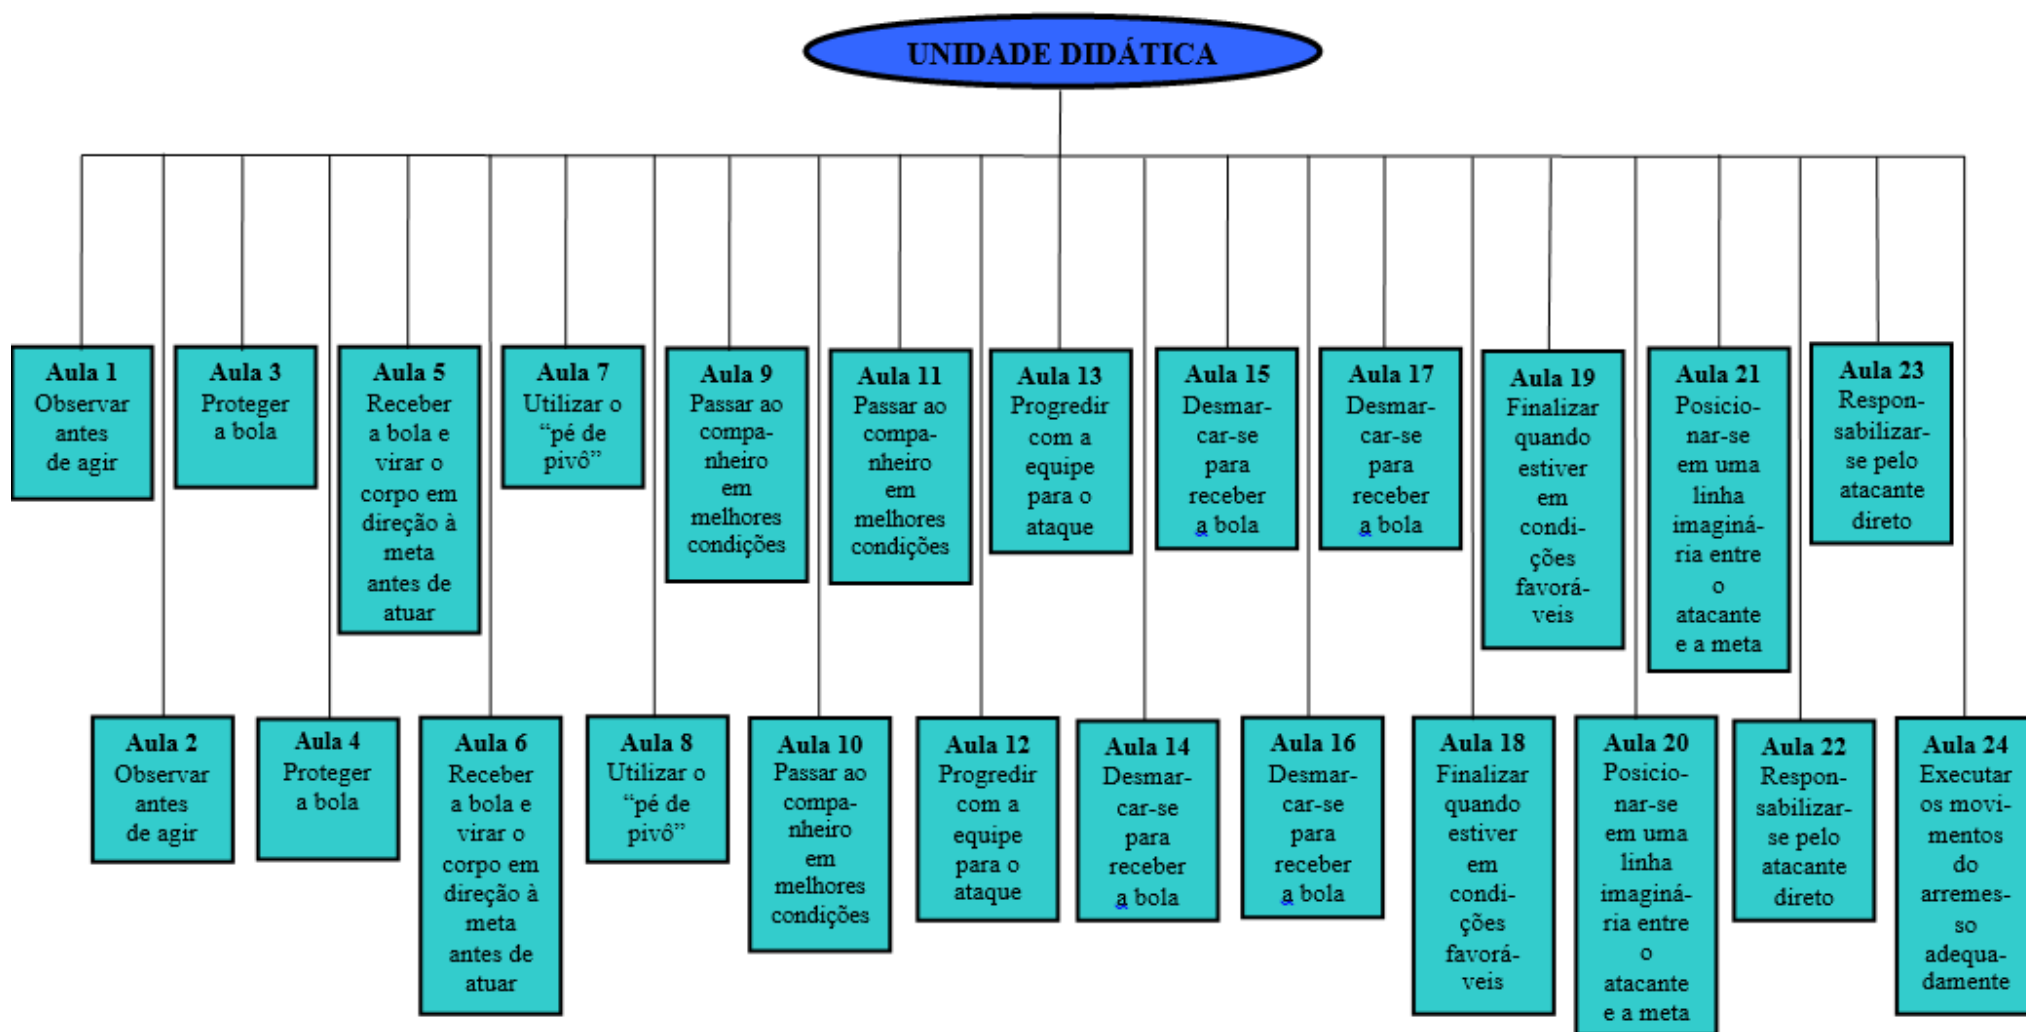 UNIDADE DIDÁTICA
Aula 1
Observar
antes
de agir
Aula 3
Proteger
a bola
Aula 5
Receber
a bola e
virar o
corpo em
direção à
meta
antes de
atuar
Aula 7
Utilizar o
“pé de
pivô”
Aula 9
Passar ao
compa-
nheiro
em
melhores
condições
Aula 11
Passar ao
compa-
nheiro
em
melhores
condições
Aula 13
Progredir
com a
equipe
para o
ataque
Aula 15
Desmar-
car-se
para
receber
a bola
Aula 17
Desmar-
car-se
para
receber
a bola
Aula 19
Finalizar
quando
estiver
em
condi-
ções
favorá-
veis
Aula 21
Posicio-
nar-se
em uma
linha
imaginá-
ria entre
o
atacante
e a meta
Aula 23
Respon-
sabilizar-
se pelo
atacante
direto
Aula 2
Observar
antes
de agir
Aula 4
Proteger
a bola
Aula 6
Receber
a bola e
virar o
corpo em
direção à
meta
antes de
atuar
Aula 8
Utilizar o
“pé de
pivô”
Aula 10
Passar ao
compa-
nheiro
em
melhores
condições
Aula 12
Progredir
com a
equipe
para o
ataque
Aula 14
Desmar-
car-se
para
receber
a bola
Aula 16
Desmar-
car-se
para
receber
a bola
Aula 18
Finalizar
quando
estiver
em
condi-
ções
favorá-
veis
Aula 20
Posicio-
nar-se
em uma
linha
imaginá-
ria entre
o
atacante
e a meta
Aula 22
Respon-
sabilizar-
se pelo
atacante
direto
Aula 24
Executar
os movi-
mentos
do
arremes-
so
adequa-
damente